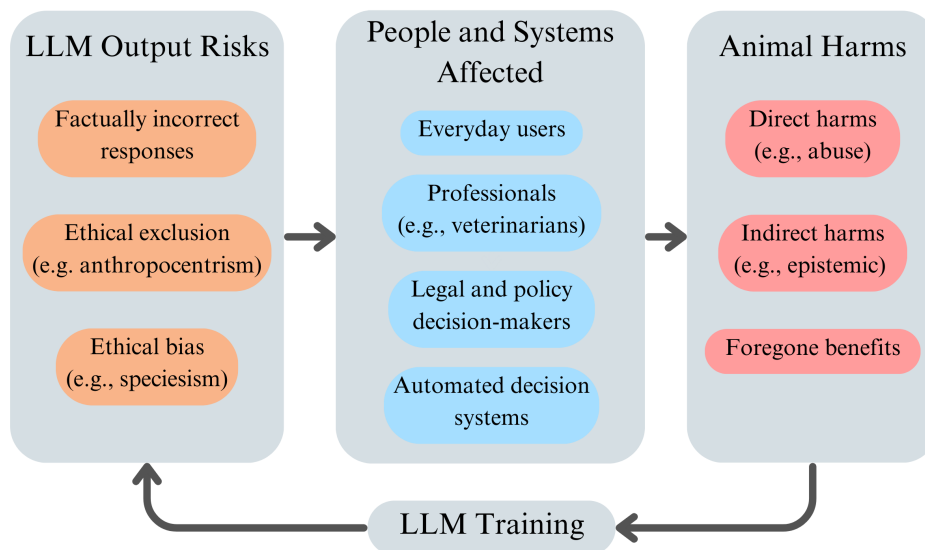 LLM Output Risks
Factually incorrect
responses
Ethical exclusion
(e.g. anthropocentrism)
Ethical bias
(e.g., speciesism)
People and Systems
Affected
Everyday users
Professionals
(e.g., veterinarians)
Legal and policy
decision-makers
Automated decision
systems
Animal Harms
Direct harms
(e.g., abuse)
Indirect harms
(e.g., epistemic)
Foregone benefits
LLM Training